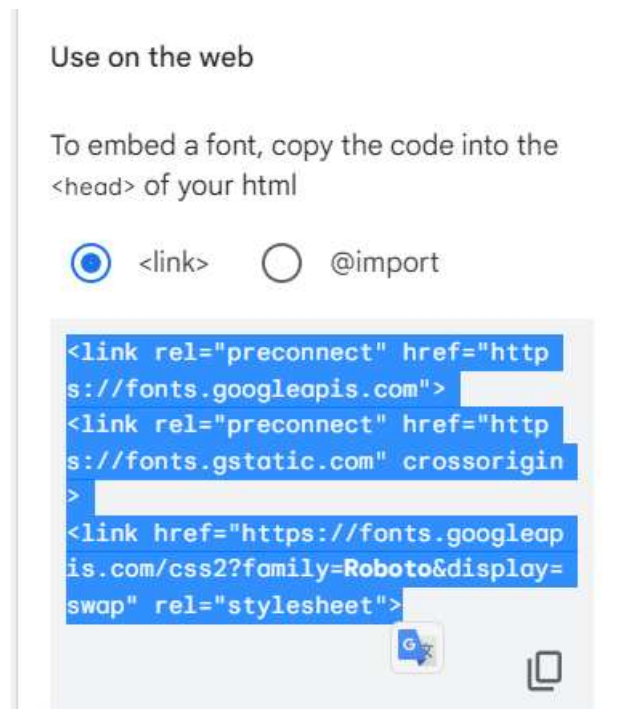 Use on the web
To embed a font, copy the code into the
<head> of your html
<link> @import
<link rel="preconnect" href="http
s://fonts.googleapis.com">
<link rel="preconnect" href="http
s://fonts.gstatic.com" crossorigin
>
<link href="https://fonts.googleap
is.com/css2?family=Roboto&display=
swap" rel="stylesheet">
G 文